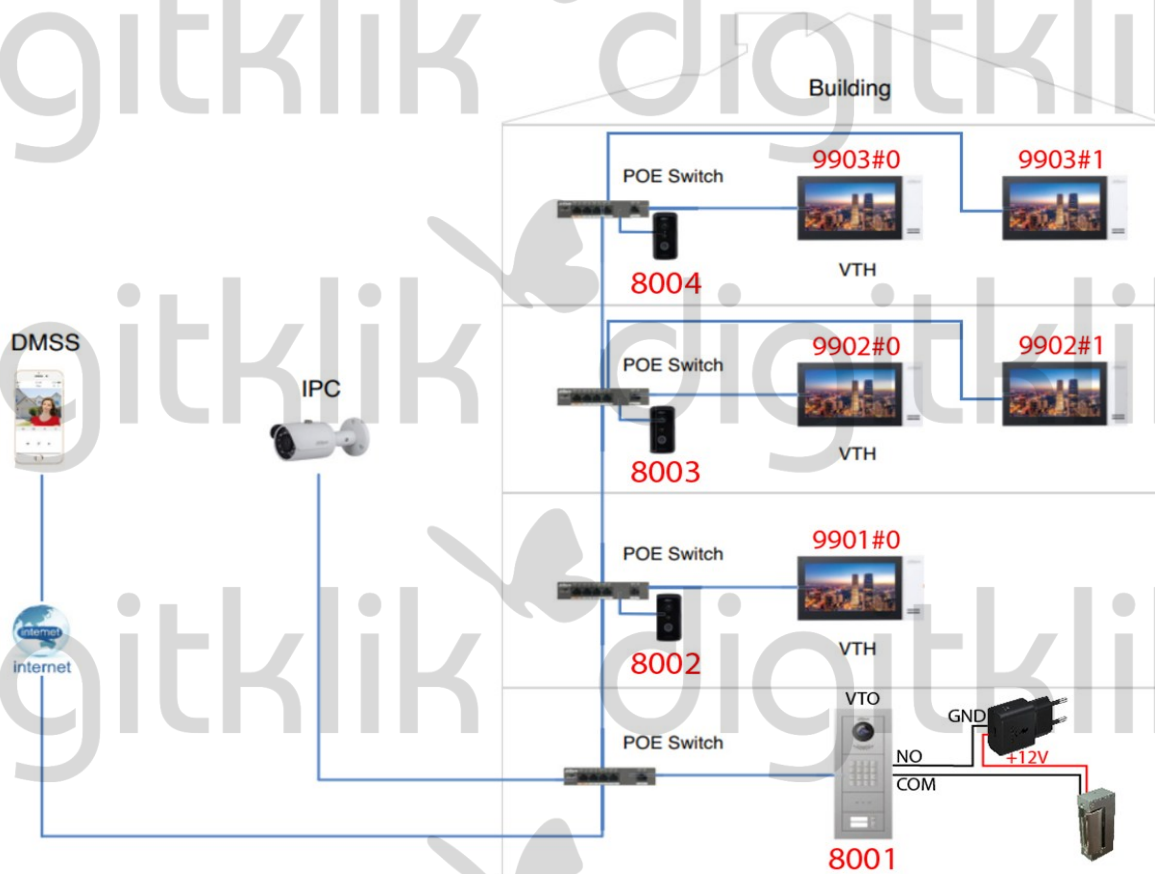 digitklik
Building
POE Switch
9903#0
9903#1
8004
VTH
digitklik
DMSS
IPC
POE Switch
9902#0
9902#1
8003
VTH
POE Switch
9901#0
8002
VTH
internet
internet
digitklik
POE Switch
VTO
GND
NO
+12V
COM
8001